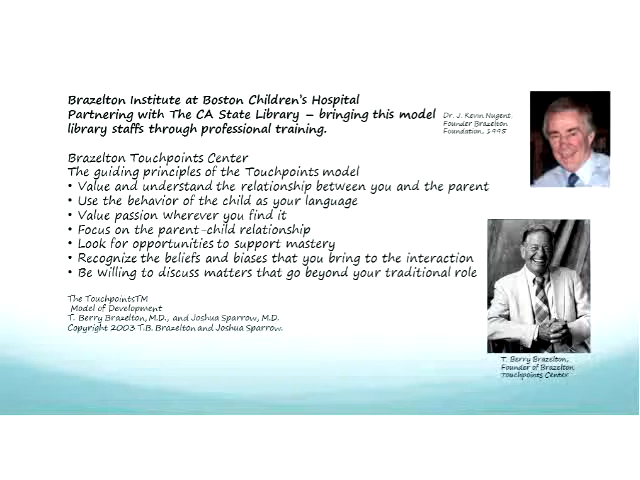 Brazelton Institute at Boston Children's Hospital
Partnering with The CA State Library – bringing this model
library staffs through professional training.
Dr. J. Kevin Nugent
Founder Brazelton
Foundation, 1995
Brazelton Touchpoints Center
The guiding principles of the Touchpoints model
• Value and understand the relationship between you and the parent
• Use the behavior of the child as your language
• Value passion wherever you find it
• Focus on the parent-child relationship
• Look for opportunities to support mastery
• Recognize the beliefs and biases that you bring to the interaction
• Be willing to discuss matters that go beyond your traditional role
The TouchpointsTM
Model of Development
T. Berry Brazelton, M.D., and Joshua Sparrow, M.D.
Copyright 2003 T.B. Brazelton and Joshua Sparrow.
T. Berry Brazelton,
Founder of Brazelton
Touchpoints Center